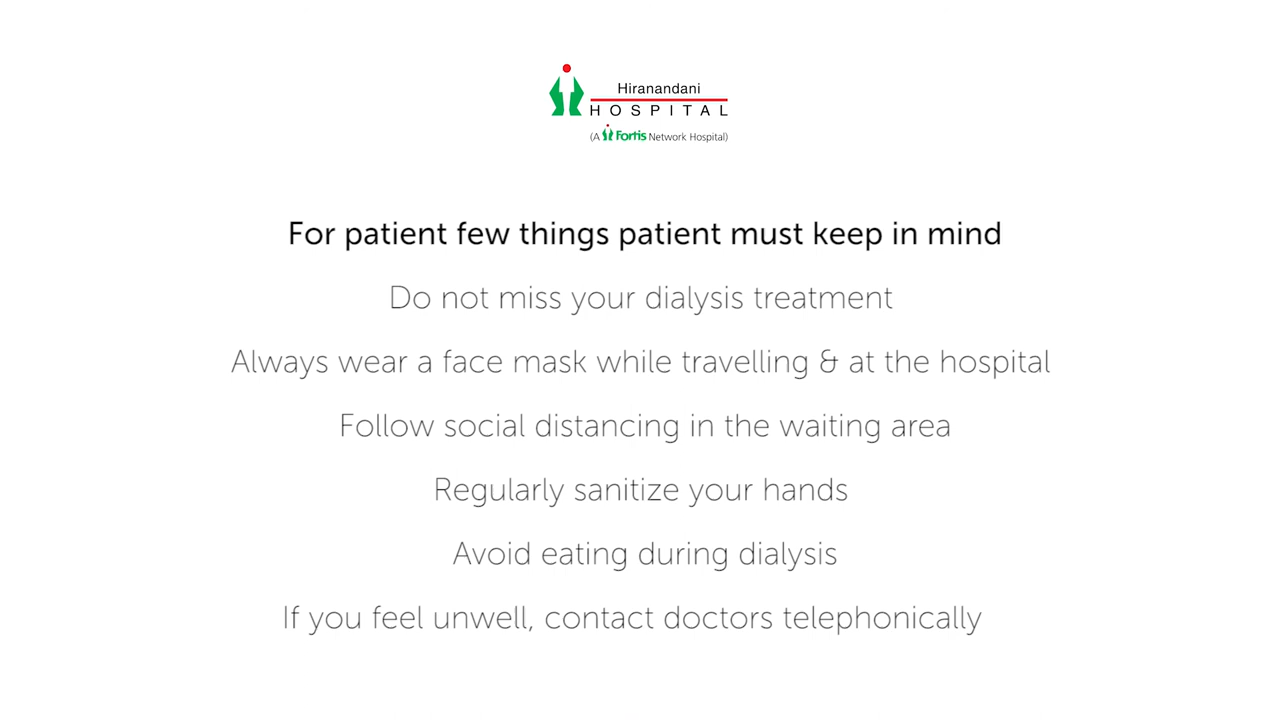 Hiranandani
HOSPITAL
(A Fortis Network Hospital)
For patient few things patient must keep in mind
Do not miss your dialysis treatment
Always wear a face mask while travelling & at the hospital
Follow social distancing in the waiting area
Regularly sanitize your hands
Avoid eating during dialysis
If you feel unwell, contact doctors telephonically